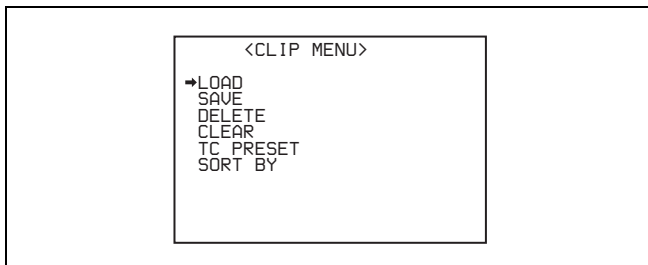 <CLIP MENU>
➡LOAD
SAVE
DELETE
CLEAR
TC PRESET
SORT BY